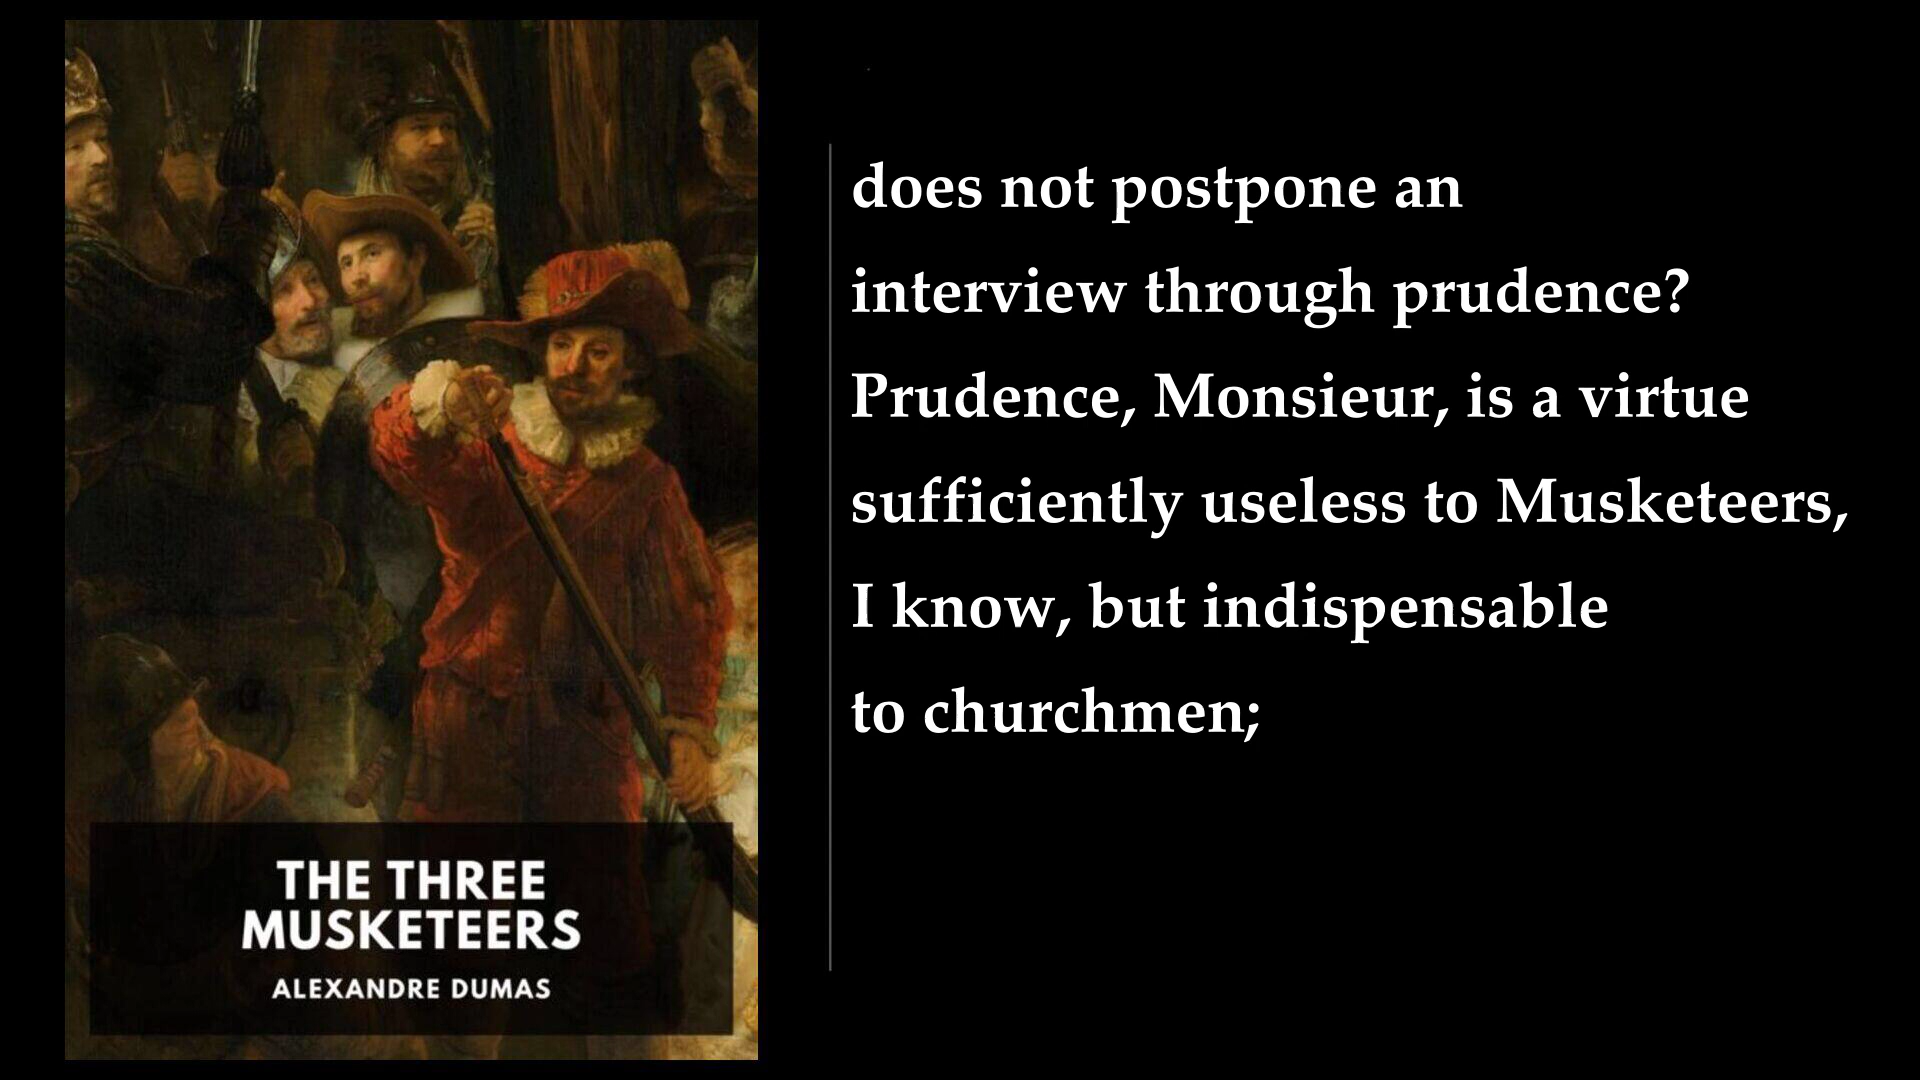 does not postpone an
interview through prudence?
Prudence, Monsieur, is a virtue
sufficiently useless to Musketeers,
I know, but indispensable
to churchmen;
THE THREE
MUSKETEERS
ALEXANDRE DUMAS